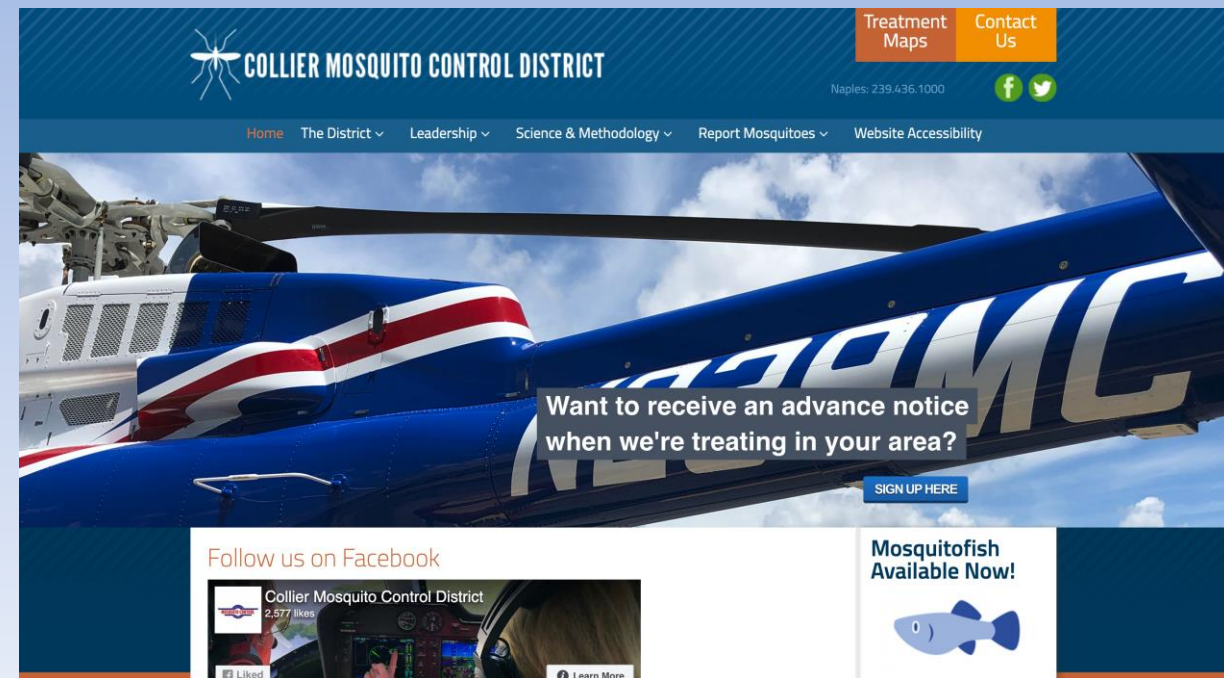 Treatment
Maps
Contact
Us
COLLIER MOSQUITO CONTROL DISTRICT
Naples: 239.436.1000
Home The District Leadership Science & Methodology Report Mosquitoes Website Accessibility
Want to receive an advance notice
when we're treating in your area?
SIGN UP HERE
Follow us on Facebook
Mosquitofish
Available Now!
Collier Mosquito Control District
2,577 likes
Liked
Learn More